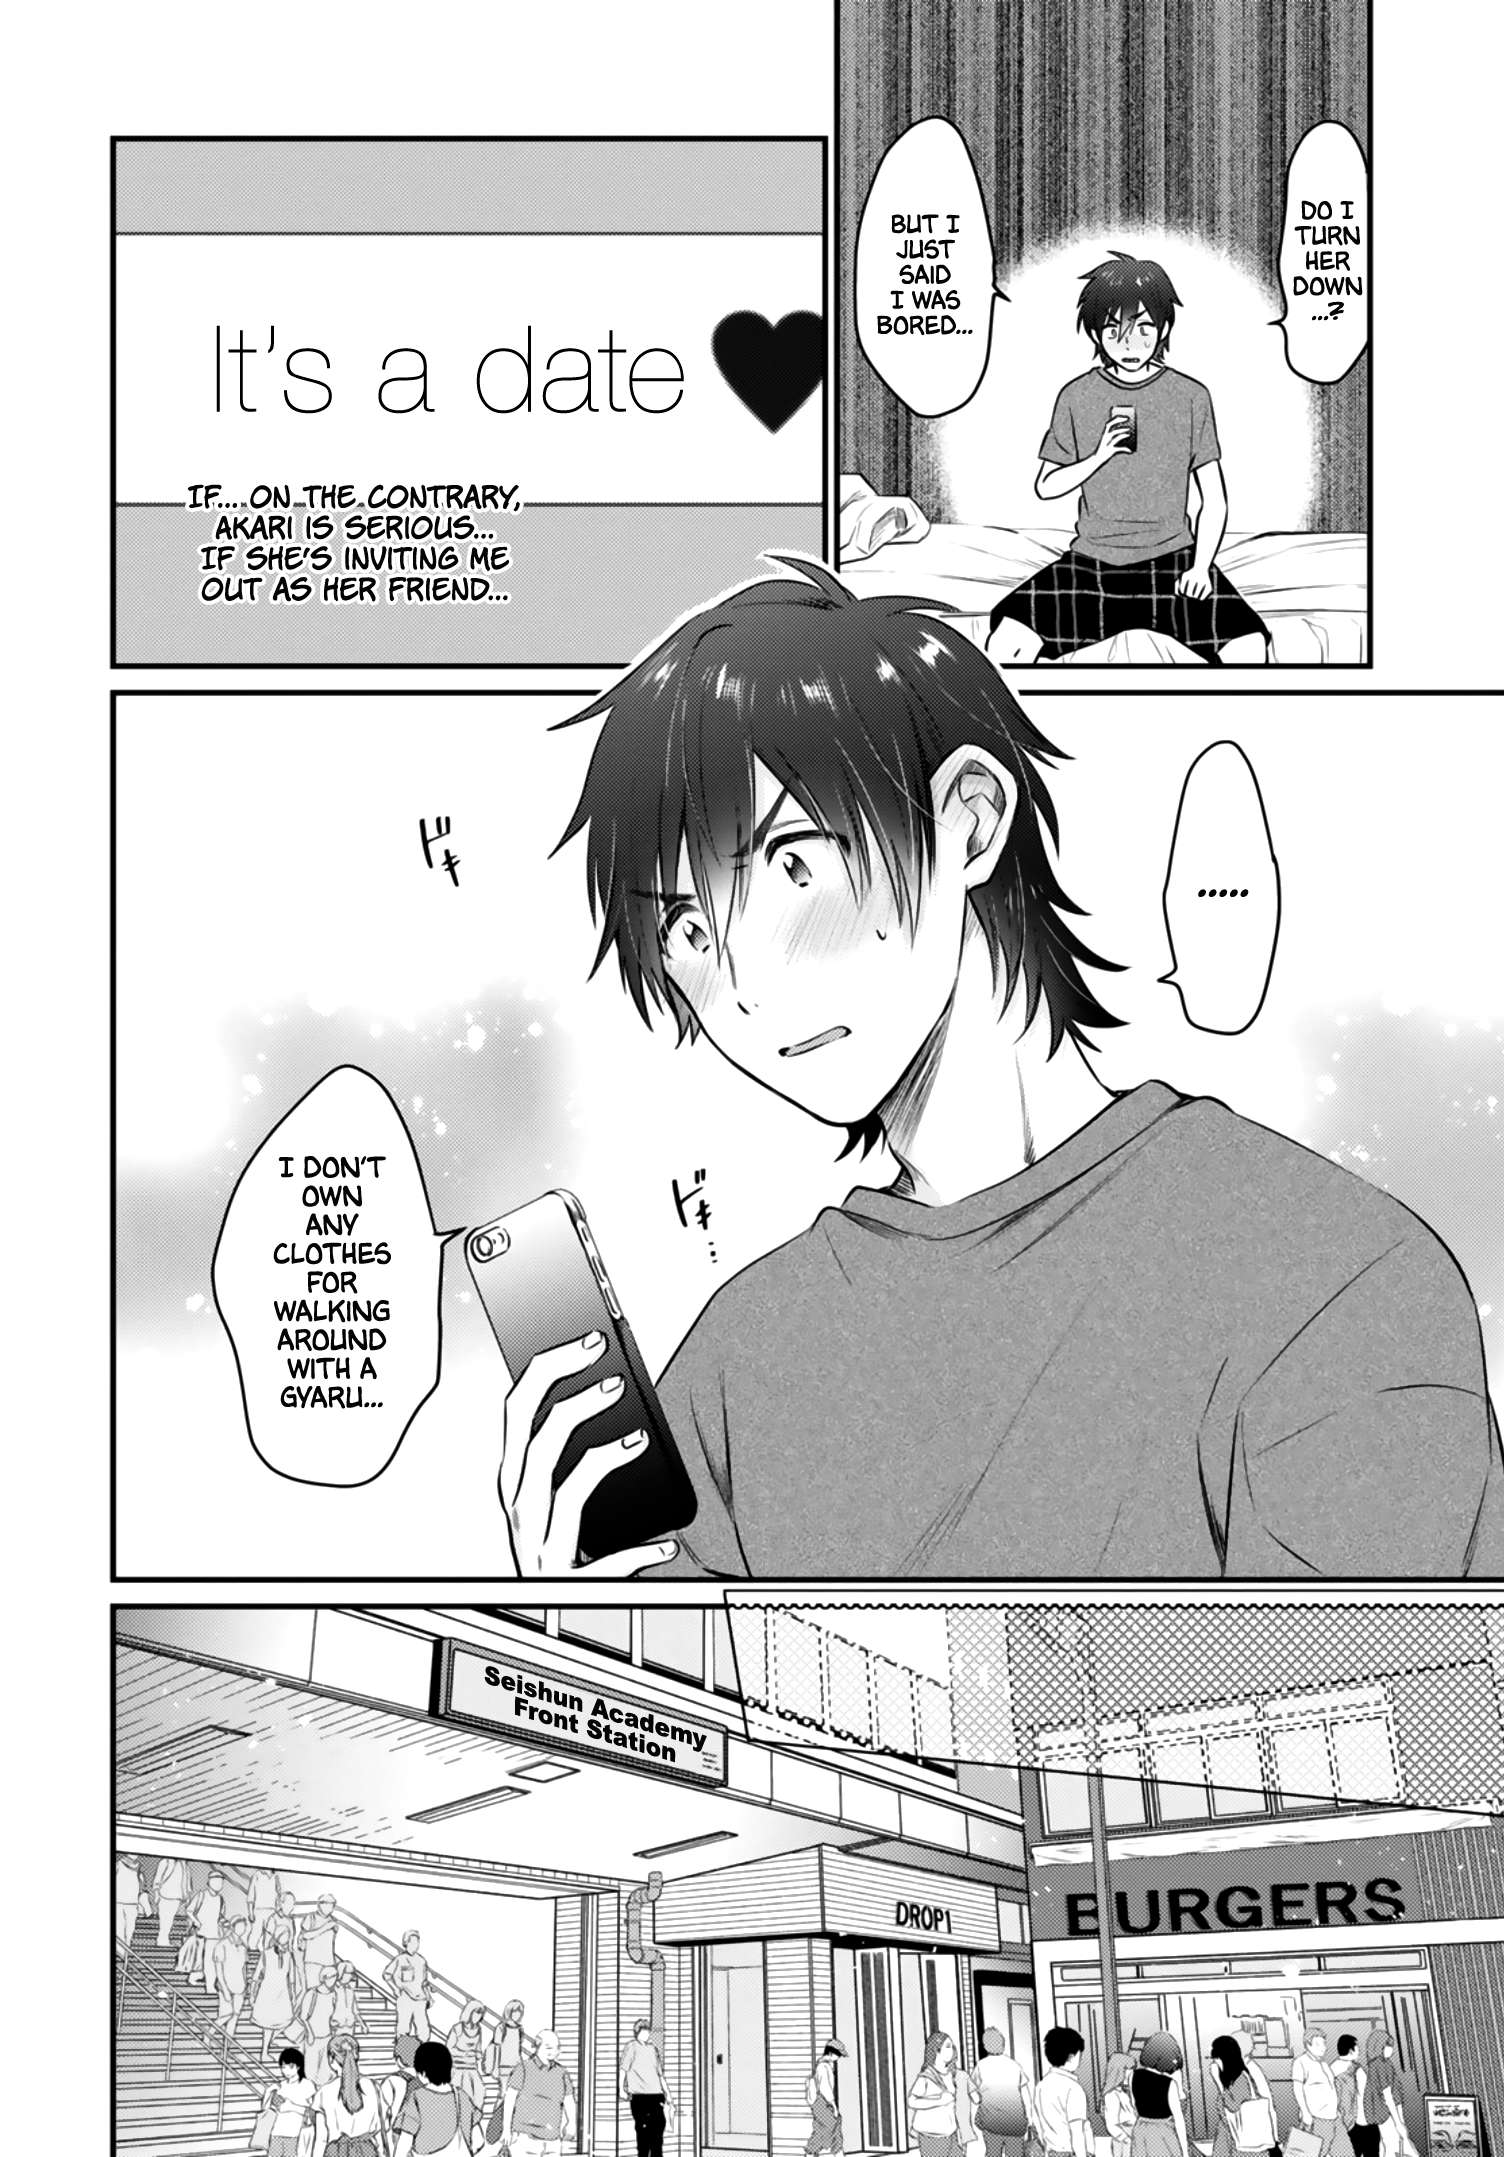 DO I
TURN
HER
DOWN
...?
BUT I
JUST
SAID
I WAS
BORED...
It's a date ♥
IF... ON THE CONTRARY,
AKARI IS SERIOUS...
IF SHE'S INVITING ME
OUT AS HER FRIEND...
.....
ドキ
ドキ...
I DON'T
OWN
ANY
CLOTHES
FOR
WALKING
AROUND
WITH A
GYARU...
Seishun Academy
Front Station
DROP1
BURGERS